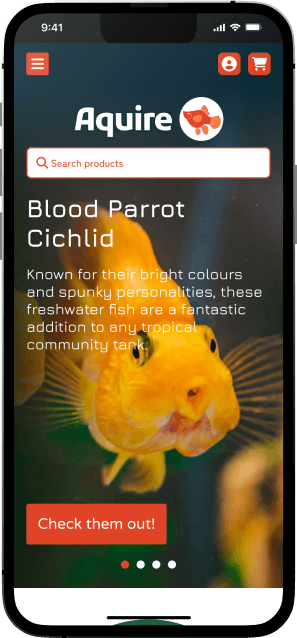 9:41
Aquire
Search products
Blood Parrot
Cichlid
Known for their bright colours
and spunky personalities, these
freshwater fish are a fantastic
addition to any tropical
community tank.
Check them out!